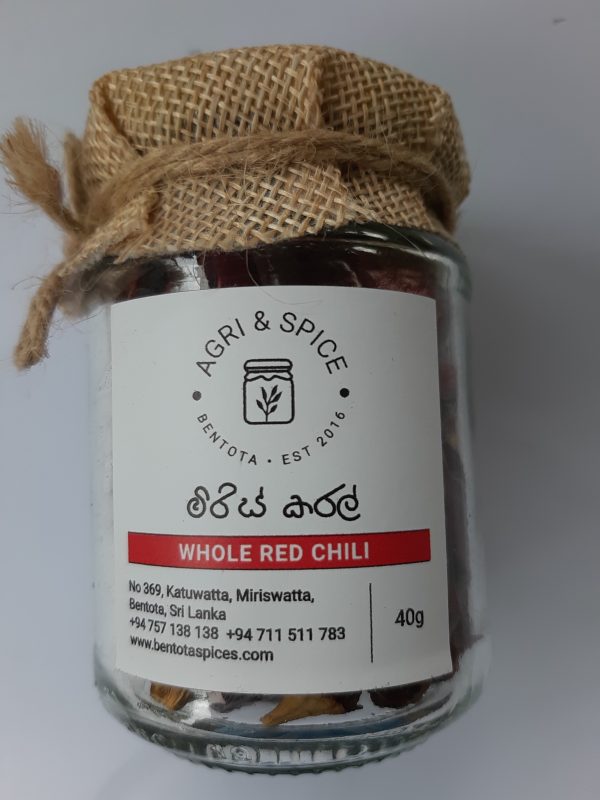 AGRI & SPICE
BENTOTA • EST 2016
මිරිස් කරල්
WHOLE RED CHILI
No 369, Katuwatta, Miriswatta,
Bentota, Sri Lanka
+94 757 138 138 +94 711 511 783
www.bentotaspices.com
40g